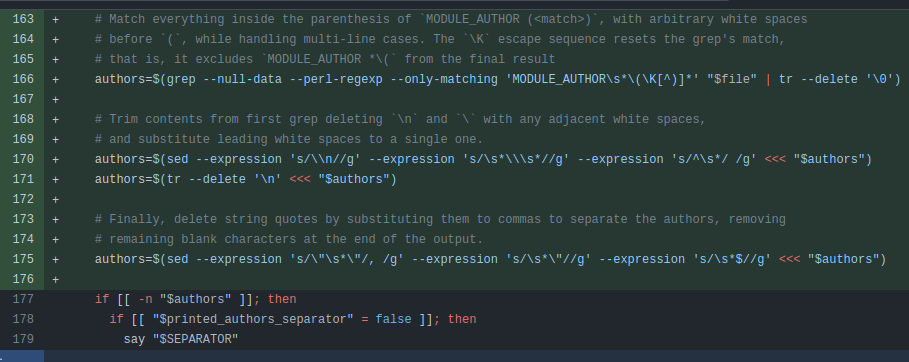 163 + # Match everything inside the parenthesis of `MODULE_AUTHOR (<match>)`, with arbitrary white spaces
164 + # before `(`, while handling multi-line cases. The `\K` escape sequence resets the grep's match,
165 + # that is, it excludes `MODULE_AUTHOR *\(` from the final result
166 + authors=$(grep --null-data --perl-regexp --only-matching 'MODULE_AUTHOR\s*\(\K[^)]*' "$file" | tr --delete '\0')
167 +
168 + # Trim contents from first grep deleting `\n` and `\` with any adjacent white spaces,
169 + # and substitute leading white spaces to a single one.
170 + authors=$(sed --expression 's/\\n//g' --expression 's/\s*\\\s*//g' --expression 's/^\s*/ /g' <<< "$authors")
171 + authors=$(tr --delete '\n' <<< "$authors")
172 +
173 + # Finally, delete string quotes by substituting them to commas to separate the authors, removing
174 + # remaining blank characters at the end of the output.
175 + authors=$(sed --expression 's/\"\s*\"/, /g' --expression 's/\s*\"//g' --expression 's/\s*$//g' <<< "$authors")
176 +
177 if [[ -n "$authors" ]]; then
178 if [[ "$printed_authors_separator" = false ]]; then
179 say "$SEPARATOR"